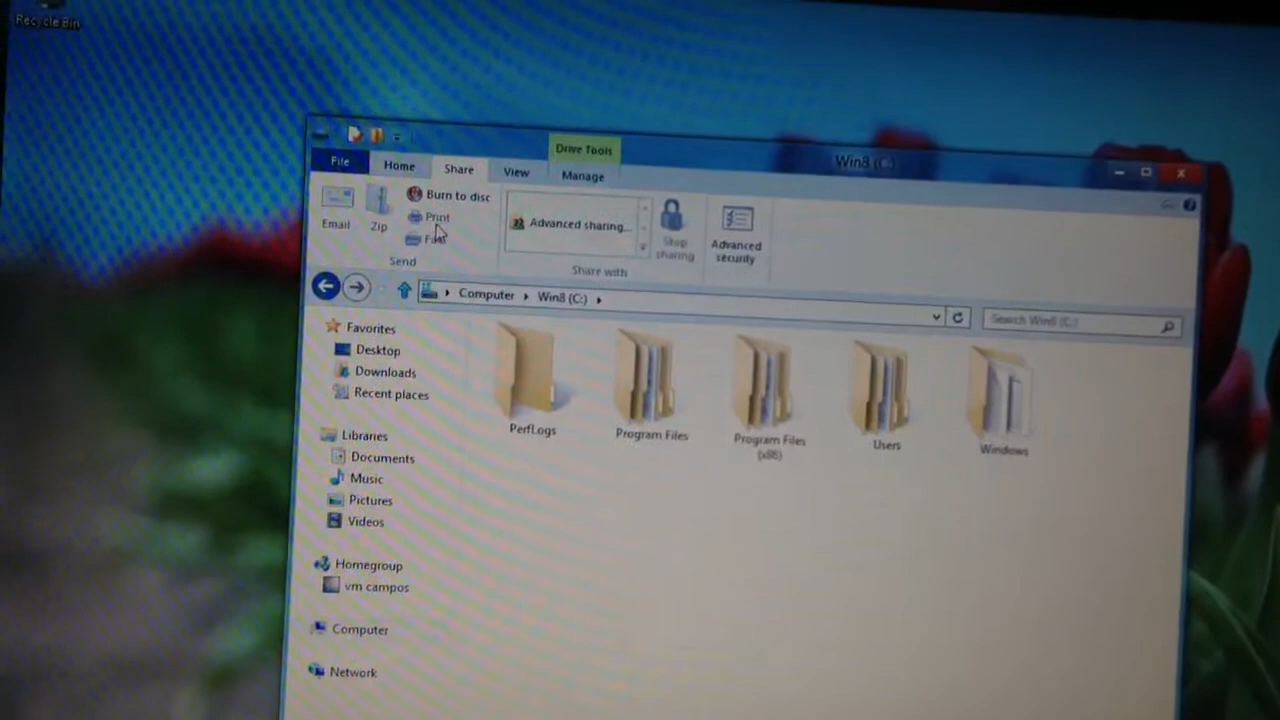 Recycle Bin
Drive Tools
Win8 (C:)
File
Home
Share
View
Manage
Email
Zip
Burn to disc
Print
Fax
Send
Advanced sharing...
Share with
Stop sharing
Advanced security
Computer
Win8 (C:)
Search Win8 (C:)
Favorites
Desktop
Downloads
Recent places
Libraries
Documents
Music
Pictures
Videos
Homegroup
vm campos
Computer
Network
PerfLogs
Program Files
Program Files
(x86)
Users
Windows